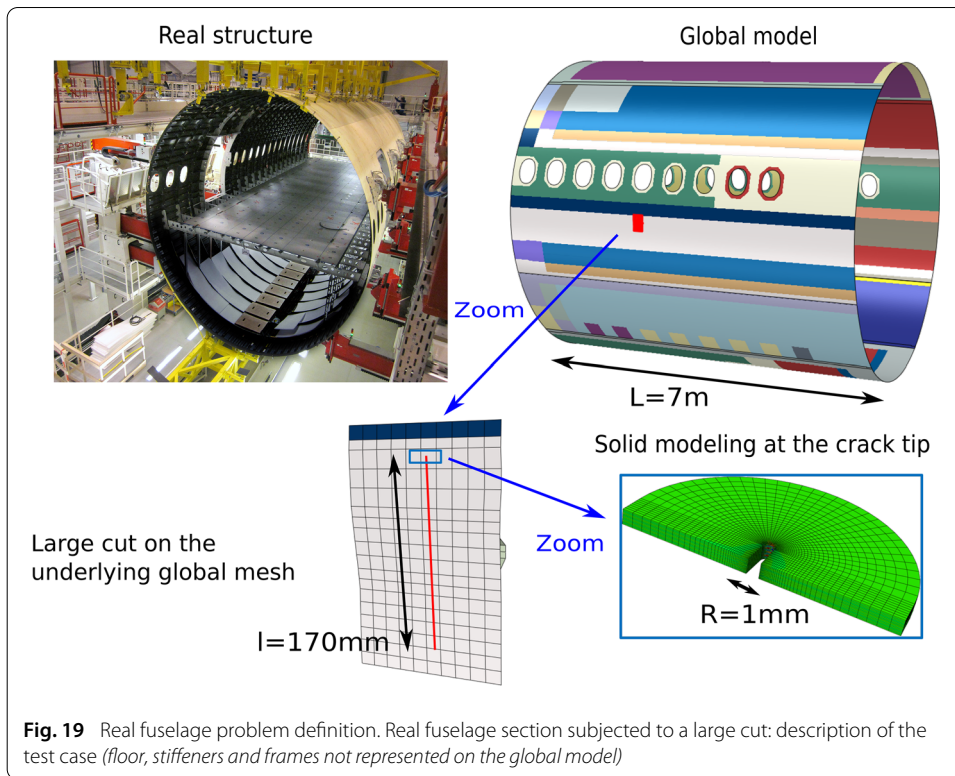 Real structure
Global model
Zoom
L=7m
Solid modeling at the crack tip
Large cut on the
underlying global mesh
l=170mm
Zoom
R=1mm
Fig. 19 Real fuselage problem definition. Real fuselage section subjected to a large cut: description of the
test case (floor, stiffeners and frames not represented on the global model)